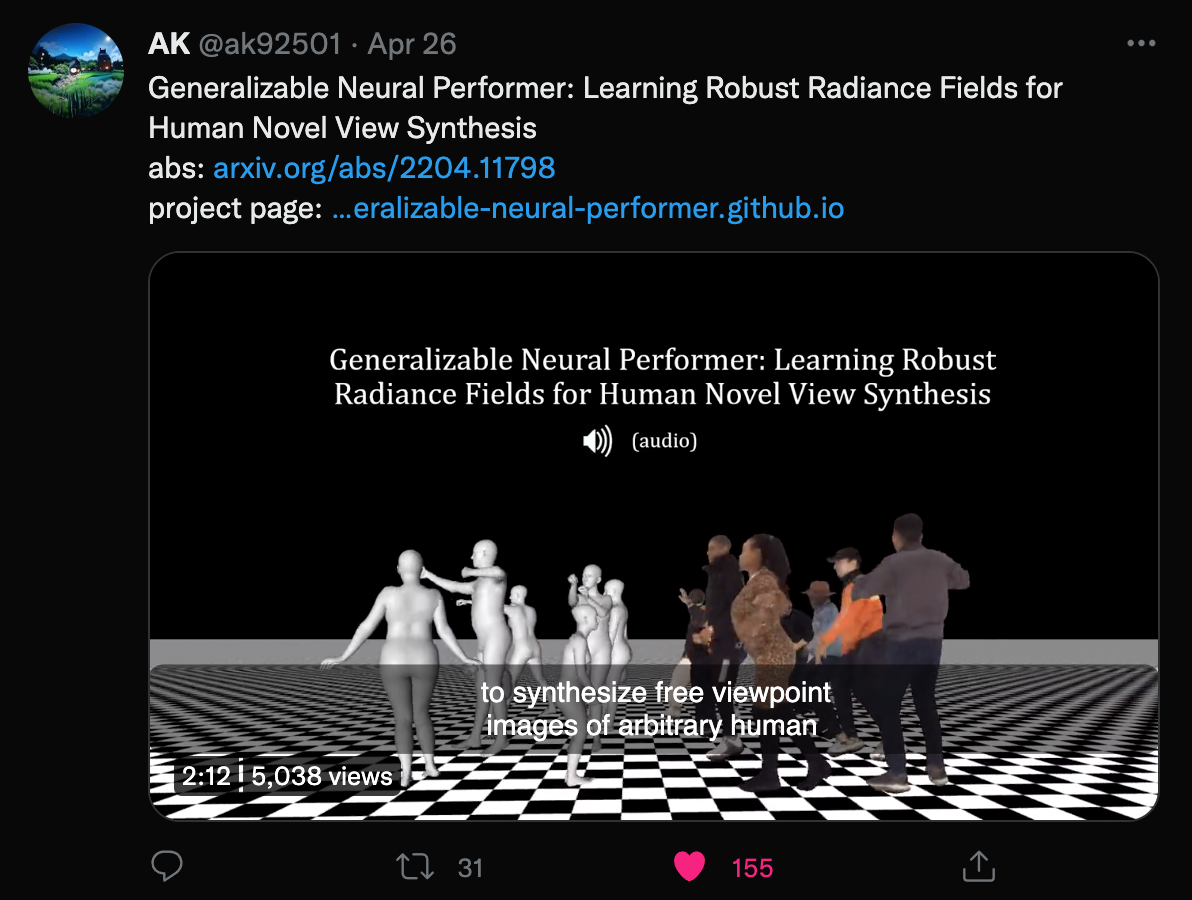 AK @ak92501 · Apr 26
Generalizable Neural Performer: Learning Robust Radiance Fields for
Human Novel View Synthesis
abs: arxiv.org/abs/2204.11798
project page: …eralizable-neural-performer.github.io
Generalizable Neural Performer: Learning Robust
Radiance Fields for Human Novel View Synthesis
(audio)
to synthesize free viewpoint
images of arbitrary human
2:12 | 5,038 views
31
155